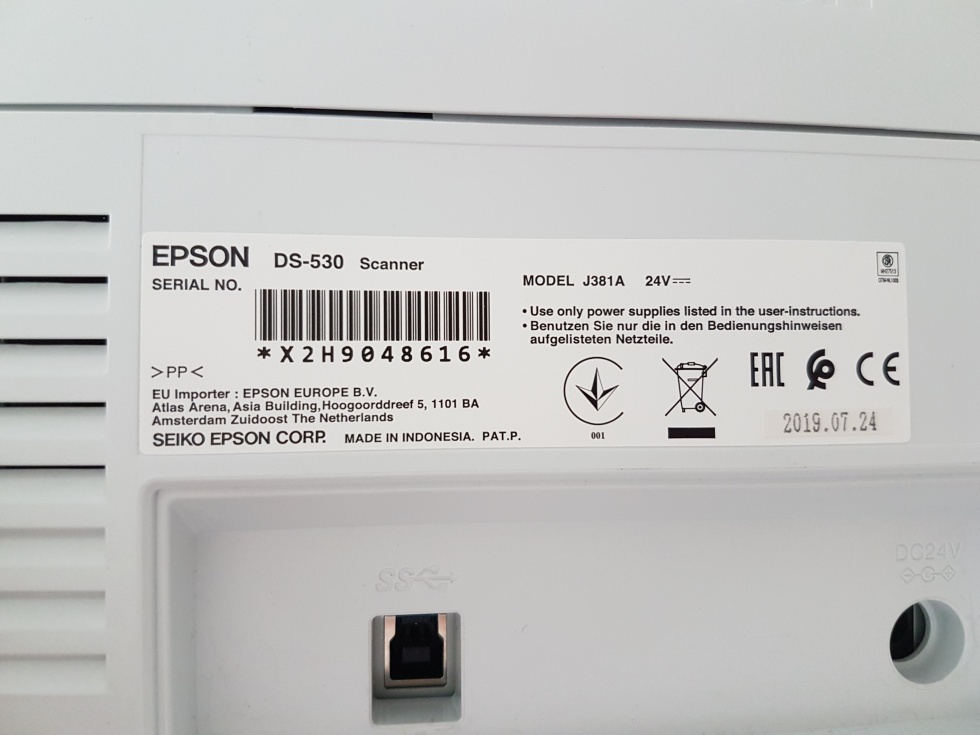 EPSON DS-530 Scanner
SERIAL NO.
*X2H9048616*
>PP<
EU Importer : EPSON EUROPE B.V.
Atlas Arena, Asia Building, Hoogoorddreef 5, 1101 BA
Amsterdam Zuidoost The Netherlands
SEIKO EPSON CORP. MADE IN INDONESIA. PAT.P.
MODEL J381A 24V⎓
• Use only power supplies listed in the user-instructions.
• Benutzen Sie nur die in den Bedienungshinweisen
aufgelisteten Netzteile.
001
EAC
CE
2019.07.24
SS
DC24V